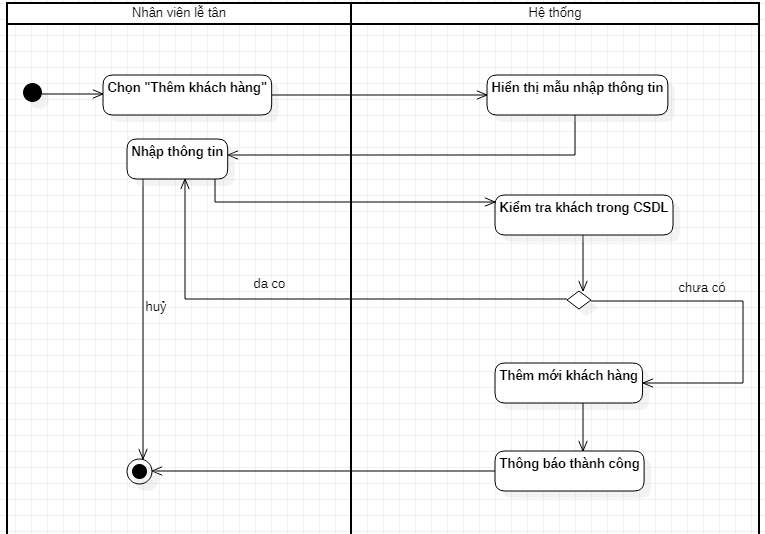 Nhân viên lễ tân
Hệ thống
Chọn "Thêm khách hàng"
Hiển thị mẫu nhập thông tin
Nhập thông tin
Kiểm tra khách trong CSDL
da co
chưa có
huỷ
Thêm mới khách hàng
Thông báo thành công